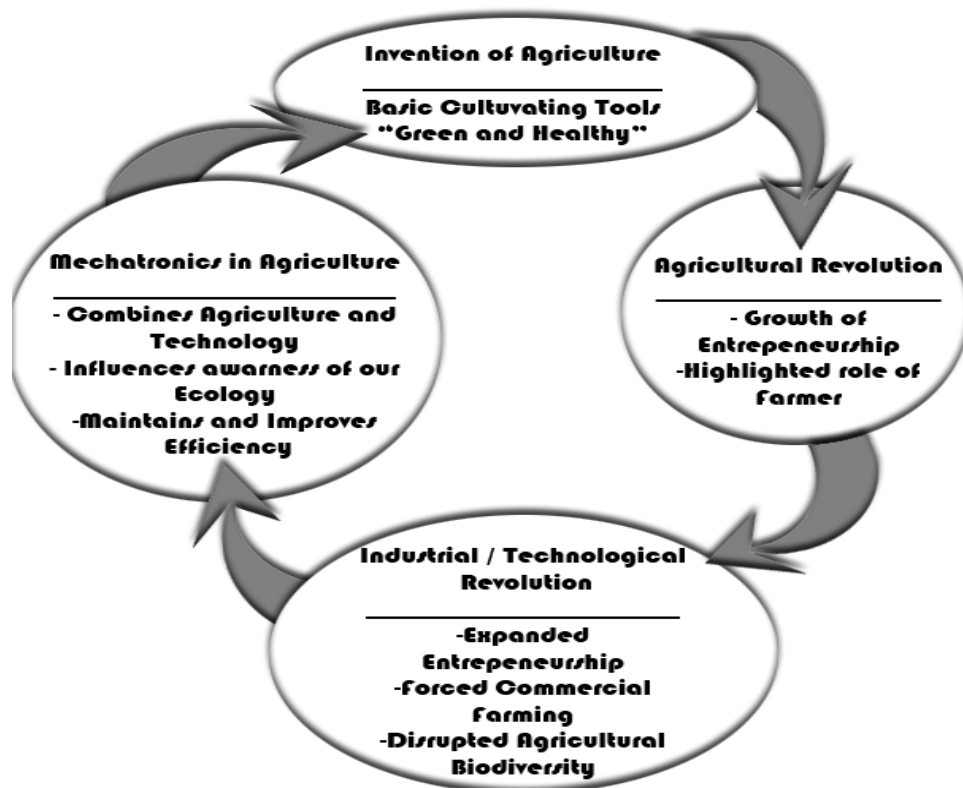 Invention of Agriculture
Basic Cultuvating Tools
“Green and Healthy”
Agricultural Revolution
- Growth of
Entrepeneurship
-Highlighted role of
Farmer
Industrial / Technological
Revolution
-Expanded
Entrepeneurship
-Forced Commercial
Farming
-Disrupted Agricultural
Biodiversity
Mechatronics in Agriculture
- Combines Agriculture and
Technology
- Influences awarness of our
Ecology
-Maintains and Improves
Efficiency